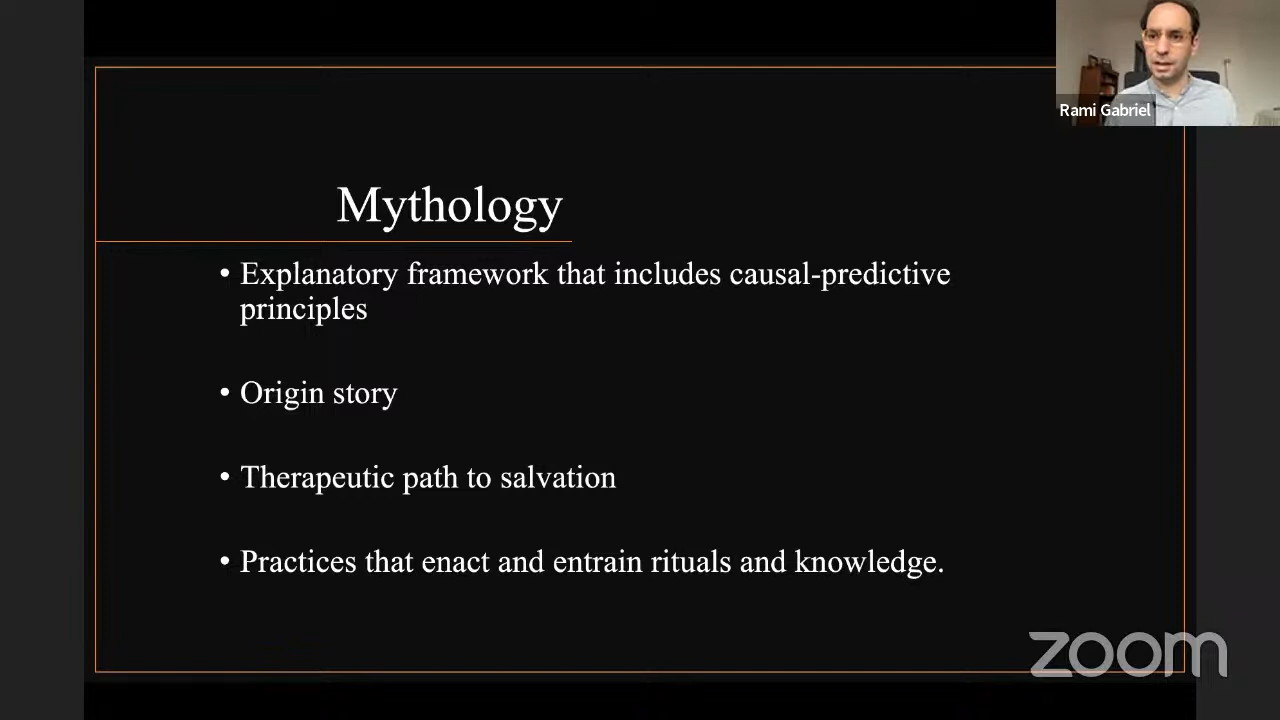 Rami Gabriel
Mythology
• Explanatory framework that includes causal-predictive
principles
• Origin story
• Therapeutic path to salvation
• Practices that enact and entrain rituals and knowledge.
zoom